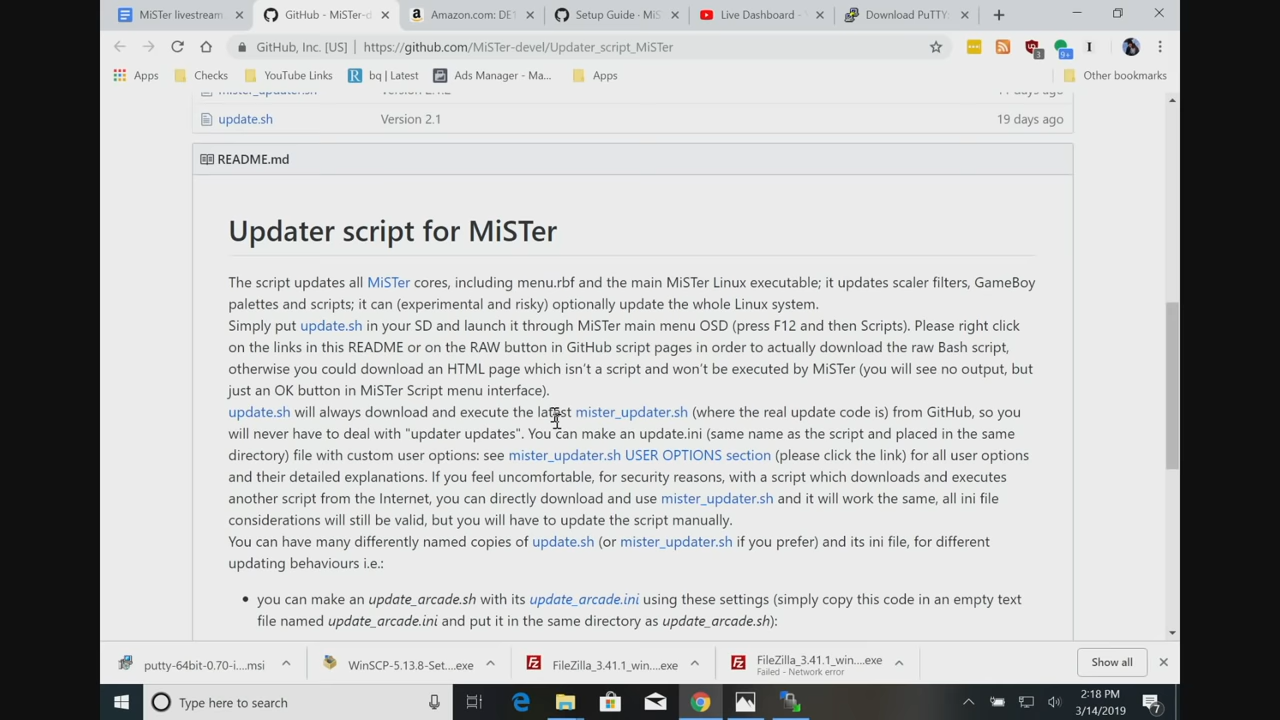 MiSTer livestream
GitHub - MiSTer-d
Amazon.com: DE1
Setup Guide · MiS
Live Dashboard - Y
Download PuTTY:
GitHub, Inc. [US] | https://github.com/MiSTer-devel/Updater_script_MiSTer
3
9+
Apps
Checks
YouTube Links
bq | Latest
Ads Manager - Ma...
Apps
Other bookmarks
mister_updater.sh Version 2.1.2 11 days ago
update.sh Version 2.1 19 days ago
README.md
Updater script for MiSTer
The script updates all MiSTer cores, including menu.rbf and the main MiSTer Linux executable; it updates scaler filters, GameBoy
palettes and scripts; it can (experimental and risky) optionally update the whole Linux system.
Simply put update.sh in your SD and launch it through MiSTer main menu OSD (press F12 and then Scripts). Please right click
on the links in this README or on the RAW button in GitHub script pages in order to actually download the raw Bash script,
otherwise you could download an HTML page which isn't a script and won't be executed by MiSTer (you will see no output, but
just an OK button in MiSTer Script menu interface).
update.sh will always download and execute the latest mister_updater.sh (where the real update code is) from GitHub, so you
will never have to deal with "updater updates". You can make an update.ini (same name as the script and placed in the same
directory) file with custom user options: see mister_updater.sh USER OPTIONS section (please click the link) for all user options
and their detailed explanations. If you feel uncomfortable, for security reasons, with a script which downloads and executes
another script from the Internet, you can directly download and use mister_updater.sh and it will work the same, all ini file
considerations will still be valid, but you will have to update the script manually.
You can have many differently named copies of update.sh (or mister_updater.sh if you prefer) and its ini file, for different
updating behaviours i.e.:
• you can make an update_arcade.sh with its update_arcade.ini using these settings (simply copy this code in an empty text
file named update_arcade.ini and put it in the same directory as update_arcade.sh):
putty-64bit-0.70-i....msi
WinSCP-5.13.8-Set....exe
FileZilla_3.41.1_win....exe
FileZilla_3.41.1_win....exe
Failed - Network error
Show all
Type here to search
2:18 PM
3/14/2019
7